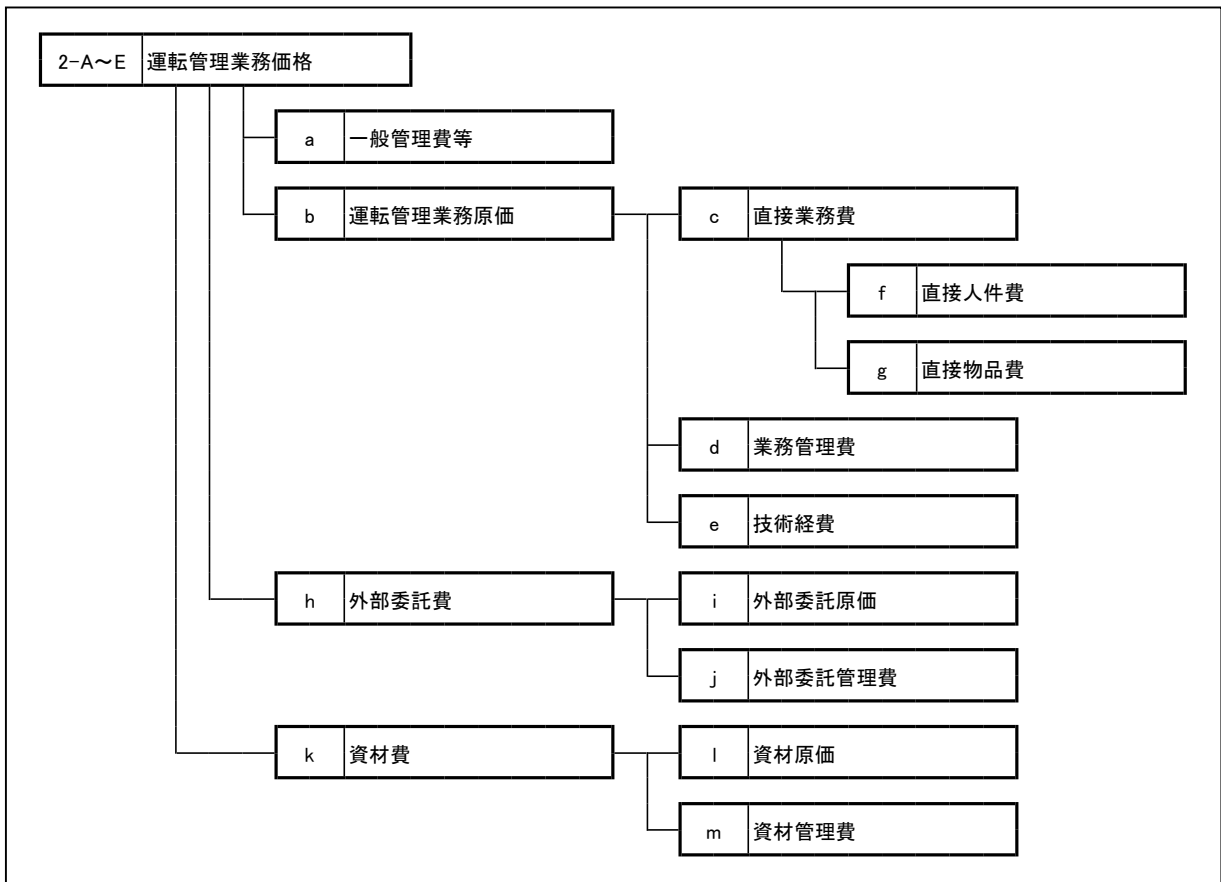 2-A～E 運転管理業務価格
a 一般管理費等
b 運転管理業務原価
c 直接業務費
f 直接人件費
g 直接物品費
d 業務管理費
e 技術経費
h 外部委託費
i 外部委託原価
j 外部委託管理費
k 資材費
l 資材原価
m 資材管理費